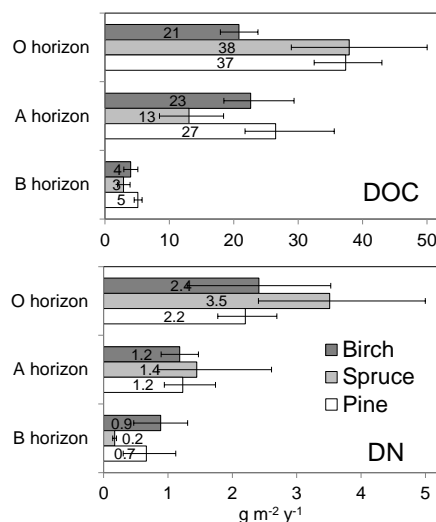 O horizon
21
38
37
A horizon
23
13
27
B horizon
4
3
5
DOC
0 10 20 30 40 50
O horizon
2.4
3.5
2.2
A horizon
1.2
1.4
1.2
Birch
Spruce
Pine
B horizon
0.9
0.2
0.7
DN
0 1 2 3 4 5
g m⁻² y⁻¹